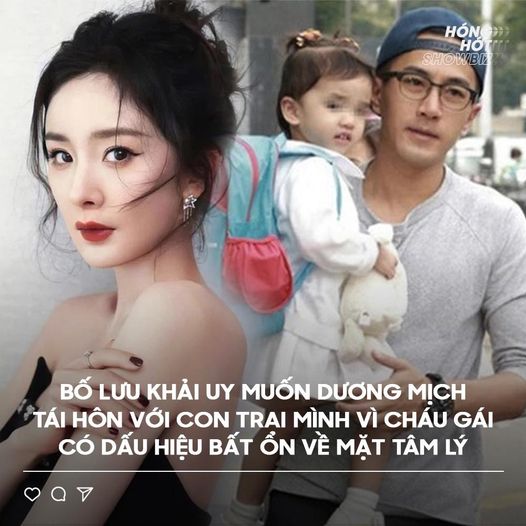 HÓNG
HỚT
SHOWBIZ
BỐ LƯU KHẢI UY MUỐN DƯƠNG MỊCH
TÁI HÔN VỚI CON TRAI MÌNH VÌ CHÁU GÁI
CÓ DẤU HIỆU BẤT ỔN VỀ MẶT TÂM LÝ